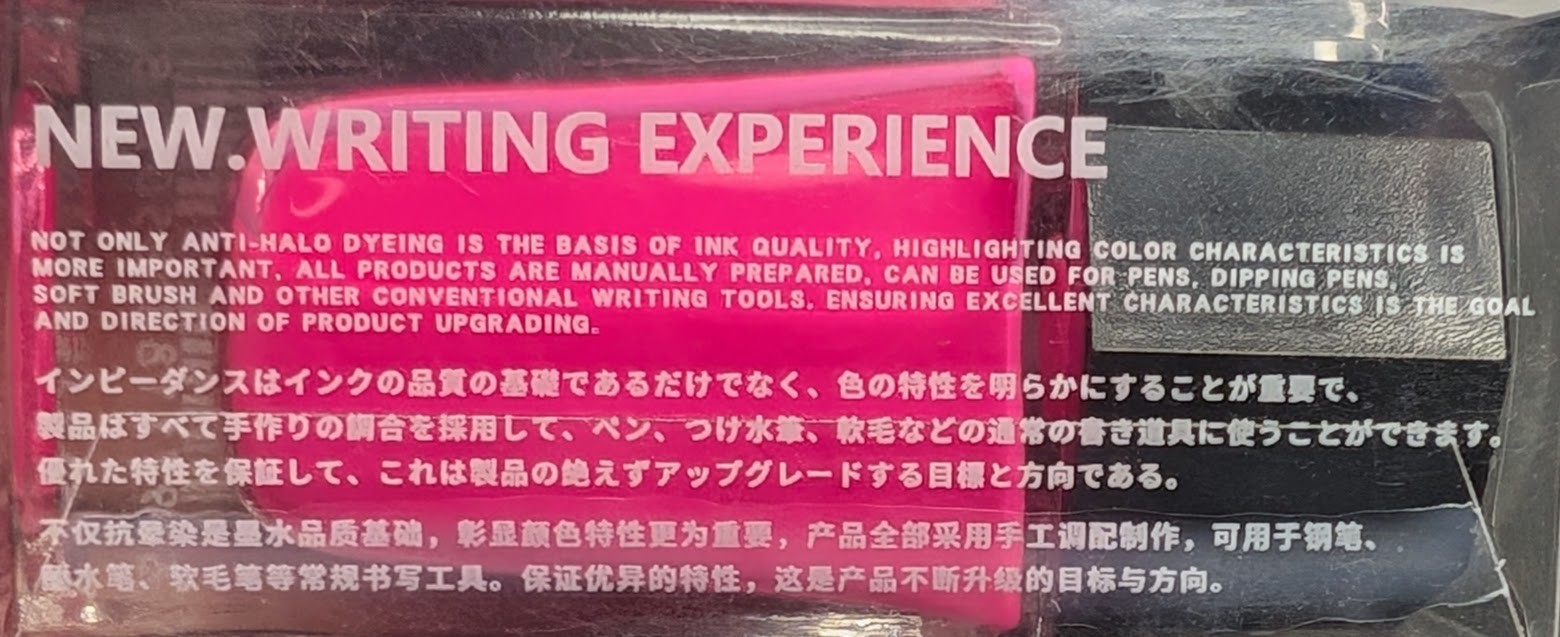 NEW.WRITING EXPERIENCE
NOT ONLY ANTI-HALO DYEING IS THE BASIS OF INK QUALITY, HIGHLIGHTING COLOR CHARACTERISTICS IS
MORE IMPORTANT, ALL PRODUCTS ARE MANUALLY PREPARED, CAN BE USED FOR PENS, DIPPING PENS,
SOFT BRUSH AND OTHER CONVENTIONAL WRITING TOOLS. ENSURING EXCELLENT CHARACTERISTICS IS THE GOAL
AND DIRECTION OF PRODUCT UPGRADING。
インピーダンスはインクの品質の基礎であるだけでなく、色の特性を明らかにすることが重要で、
製品はすべて手作りの調合を採用して、ペン、つけ水筆、軟毛などの通常の書き道具に使うことができます。
優れた特性を保証して、これは製品の絶えずアップグレードする目標と方向である。
不仅抗晕染是墨水品质基础，彰显颜色特性更为重要，产品全部采用手工调配制作，可用于钢笔、
蘸水笔、软毛笔等常规书写工具。保证优异的特性，这是产品不断升级的目标与方向。